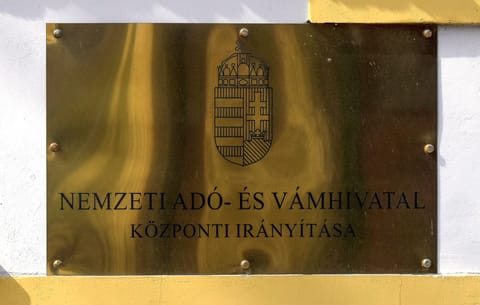 NEMZETI ADÓ- ÉS VÁMHIVATAL
KÖZPONTI IRÁNYÍTÁSA